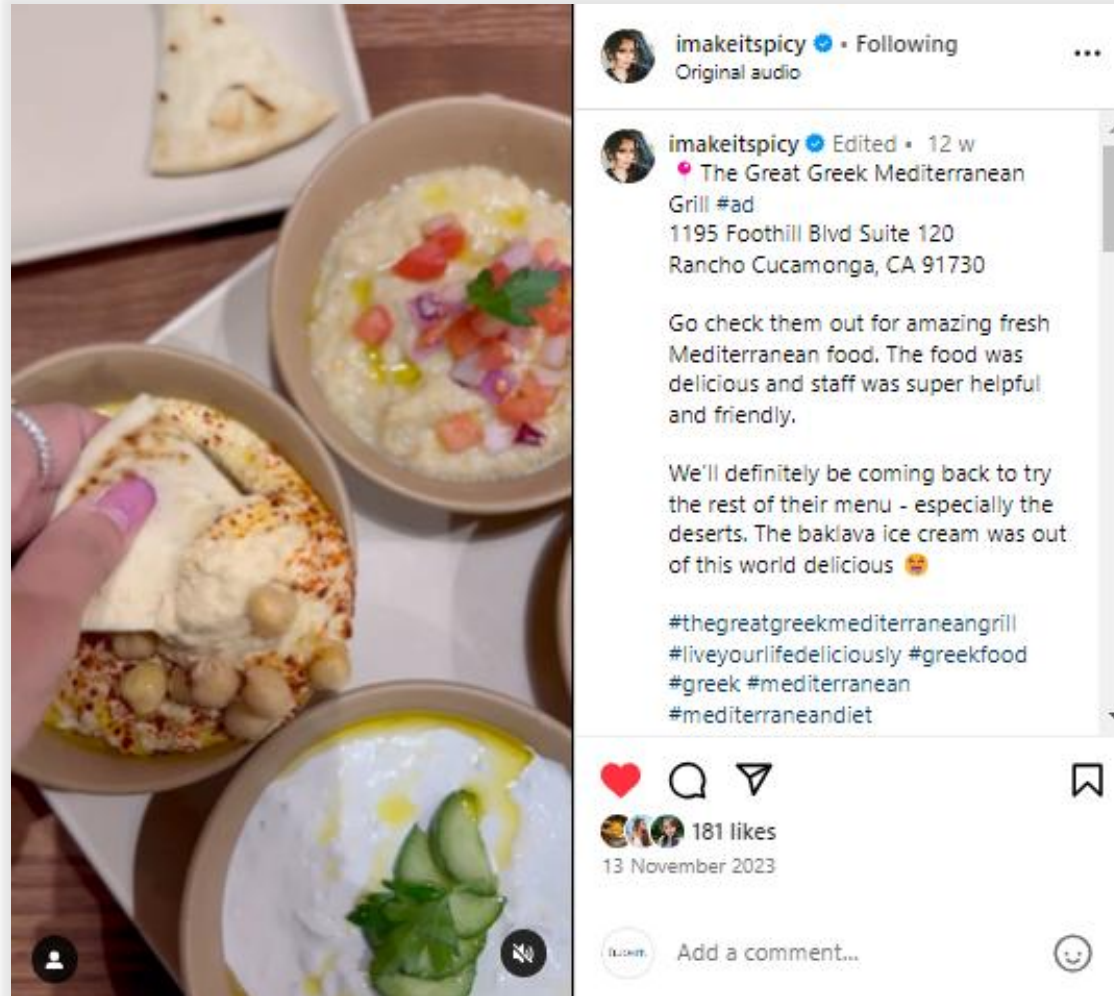 imakeitspicy • Following
Original audio
imakeitspicy Edited • 12 w
📍 The Great Greek Mediterranean
Grill #ad
1195 Foothill Blvd Suite 120
Rancho Cucamonga, CA 91730
Go check them out for amazing fresh
Mediterranean food. The food was
delicious and staff was super helpful
and friendly.
We'll definitely be coming back to try
the rest of their menu - especially the
deserts. The baklava ice cream was out
of this world delicious 🤩
#thegreatgreekmediterraneangrill
#liveyourlifedeliciously #greekfood
#greek #mediterranean
#mediterraneandiet
181 likes
13 November 2023
Add a comment...